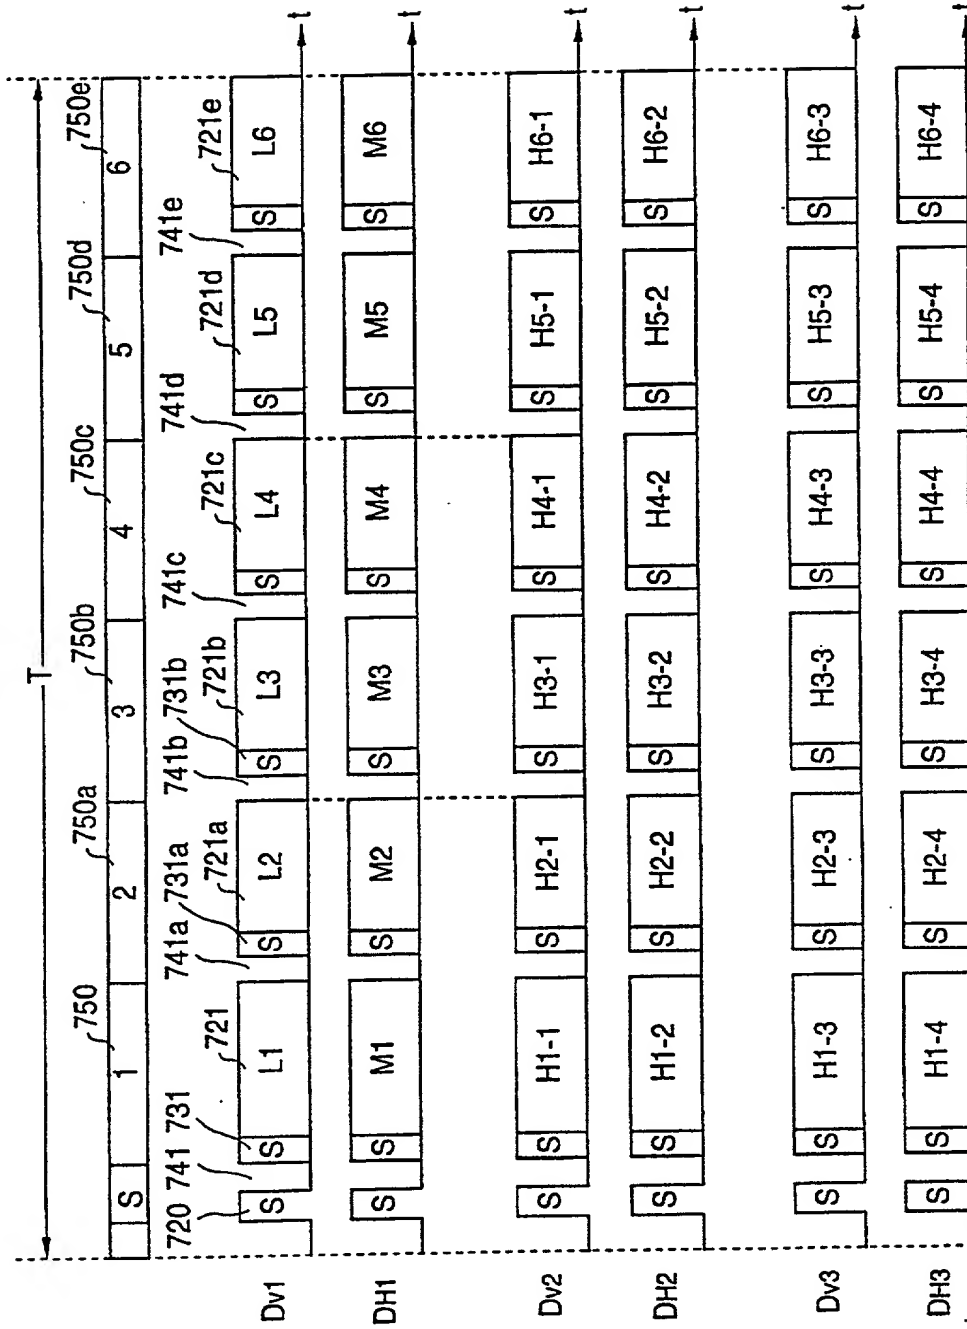 T
750 750a 750b 750c 750d 750e
S 1 2 3 4 5 6
720 741 731 721 741a 731a 721a 741b 731b 721b 741c 721c 741d 721d 741e 721e
Dv1 S S L1 S L2 S L3 S L4 S L5 S L6 t
DH1 S S M1 S M2 S M3 S M4 S M5 S M6 t
Dv2 S S H1-1 S H2-1 S H3-1 S H4-1 S H5-1 S H6-1 t
DH2 S S H1-2 S H2-2 S H3-2 S H4-2 S H5-2 S H6-2 t
Dv3 S S H1-3 S H2-3 S H3-3 S H4-3 S H5-3 S H6-3 t
DH3 S S H1-4 S H2-4 S H3-4 S H4-4 S H5-4 S H6-4 t